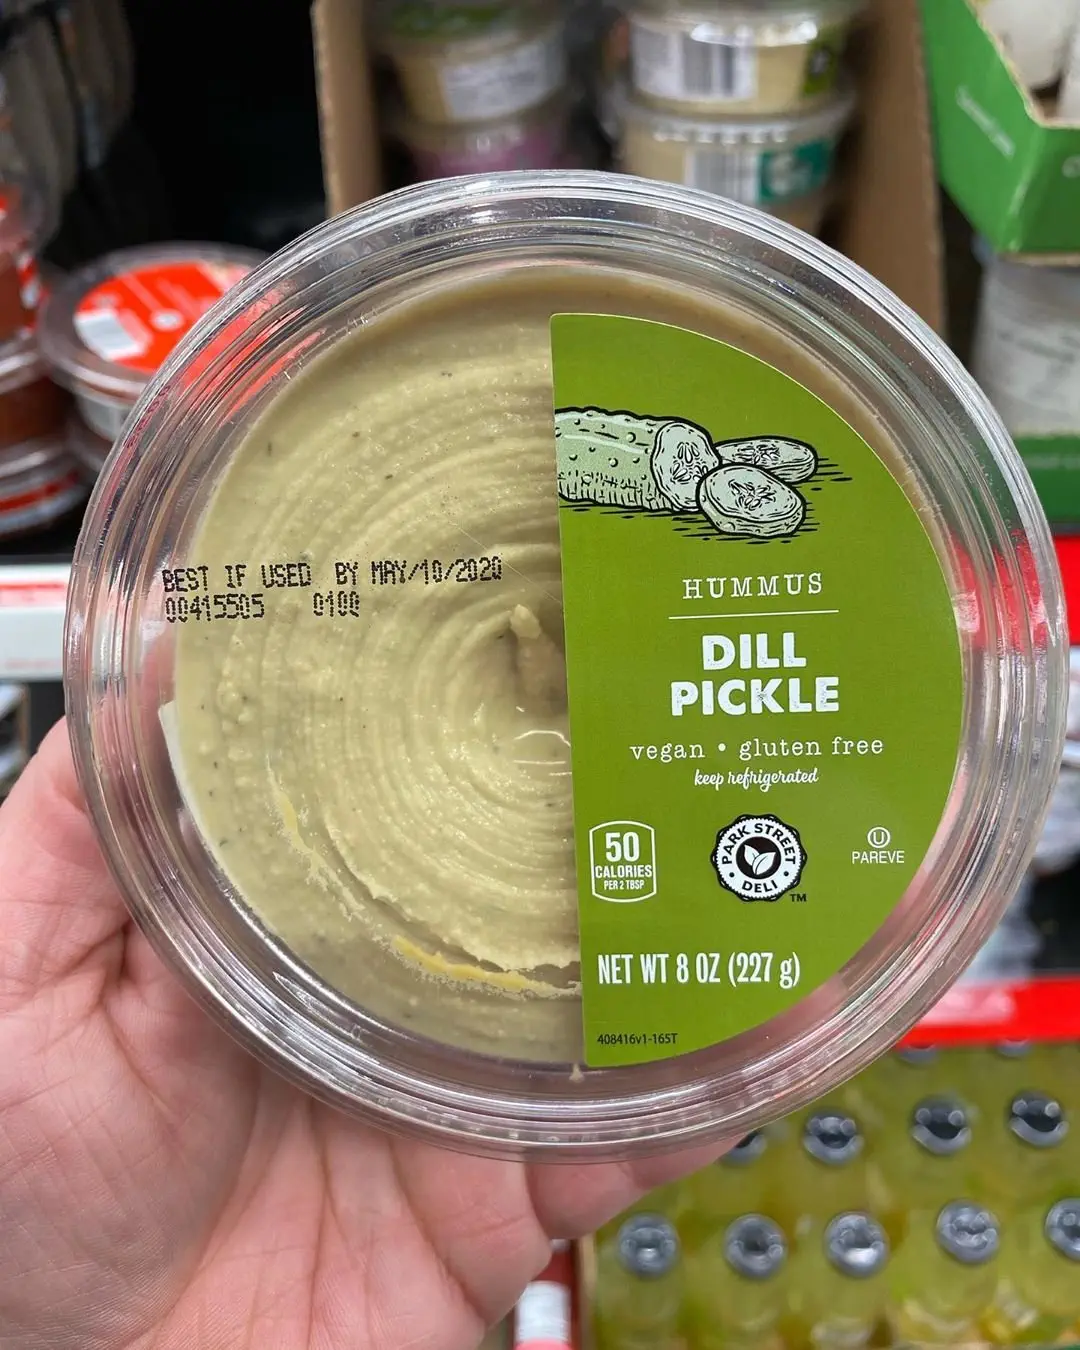 BEST IF USED BY MAY/10/2020
00415505 0100
HUMMUS
DILL
PICKLE
vegan • gluten free
keep refrigerated
50
CALORIES
PER 2 TBSP
PARK STREET
DELI
TM
U
PAREVE
NET WT 8 OZ (227 g)
408416v1-165T